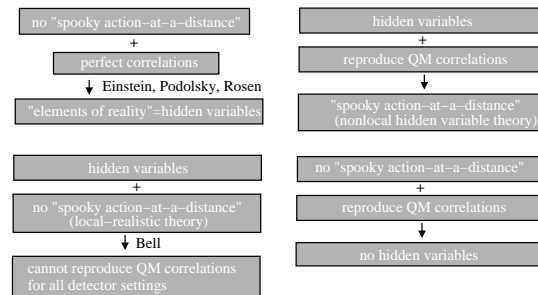 no "spooky action-at-a-distance"
+
perfect correlations
Einstein, Podolsky, Rosen
"elements of reality"=hidden variables
hidden variables
+
reproduce QM correlations
"spooky action-at-a-distance"
(nonlocal hidden variable theory)
hidden variables
+
no "spooky action-at-a-distance"
(local-realistic theory)
Bell
cannot reproduce QM correlations
for all detector settings
no "spooky action-at-a-distance"
+
reproduce QM correlations
no hidden variables